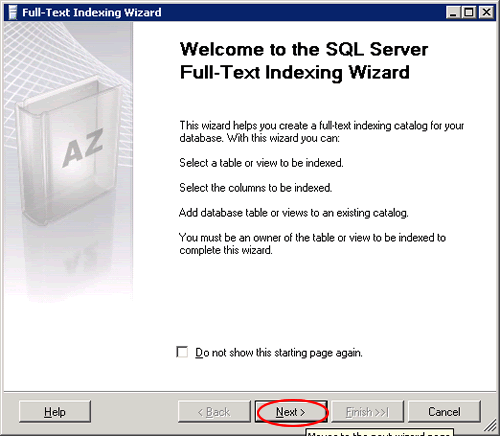 Full-Text Indexing Wizard
Welcome to the SQL Server
Full-Text Indexing Wizard
AZ
This wizard helps you create a full-text indexing catalog for your
database. With this wizard you can:
Select a table or view to be indexed.
Select the columns to be indexed.
Add database table or views to an existing catalog.
You must be an owner of the table or view to be indexed to
complete this wizard.
Do not show this starting page again.
Help
< Back
Next >
Finish >>|
Cancel
Moves to the next wizard page